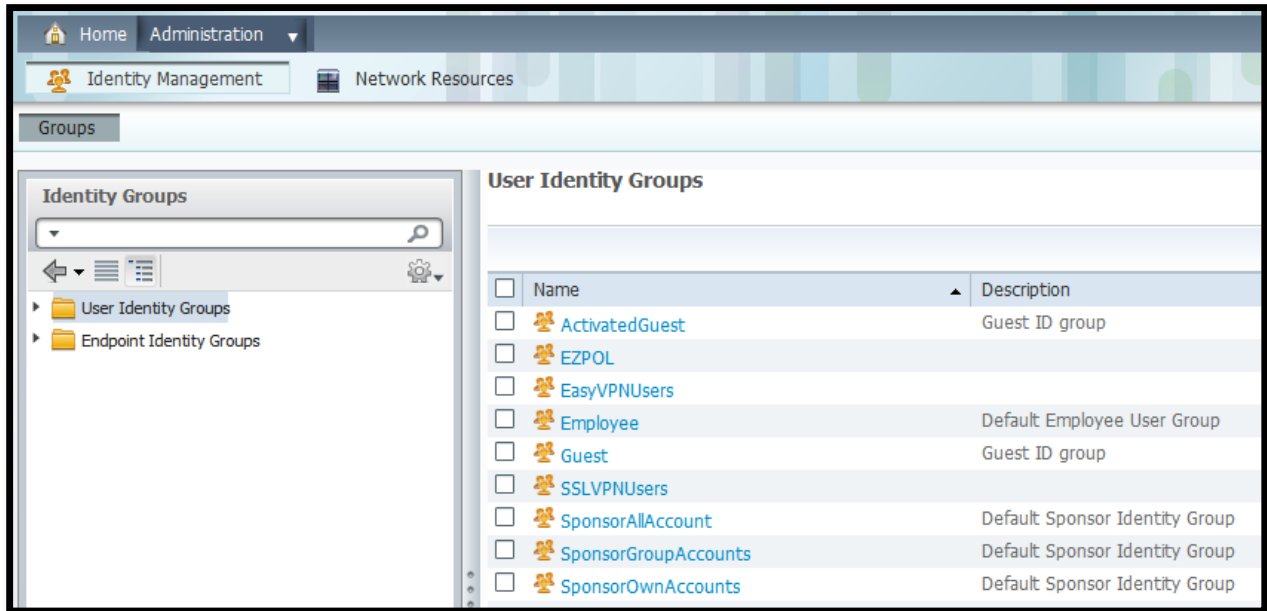 Home Administration
Identity Management Network Resources
Groups
Identity Groups
User Identity Groups
Endpoint Identity Groups
User Identity Groups
Name Description
ActivatedGuest Guest ID group
EZPOL
EasyVPNUsers
Employee Default Employee User Group
Guest Guest ID group
SSLVPNUsers
SponsorAllAccount Default Sponsor Identity Group
SponsorGroupAccounts Default Sponsor Identity Group
SponsorOwnAccounts Default Sponsor Identity Group